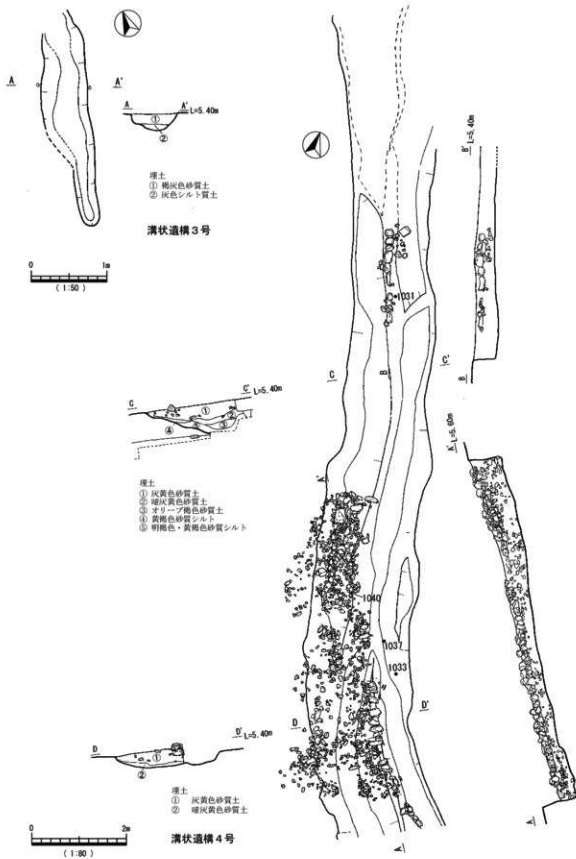 A
A'
A
A'
L=5.40m
①
②
埋土
① 褐灰色砂質土
② 灰色シルト質土
溝状遺構3号
0
1m
(1:50)
C
C'
L=5.40m
①
②
③
④
埋土
① 灰黄色砂質土
② 暗灰黄色砂質土
③ オリーブ褐色砂質土
④ 黄褐色砂質シルト
⑤ 明褐色・黄褐色砂質シルト
D
D'
L=5.40m
①
②
埋土
① 灰黄色砂質土
② 暗灰黄色砂質土
0
2m
(1:80)
溝状遺構4号
1031
C
B
C'
A'
1040
1037
1033
D
D'
A
B'
L=5.40m
B
A'
L=5.60m
A